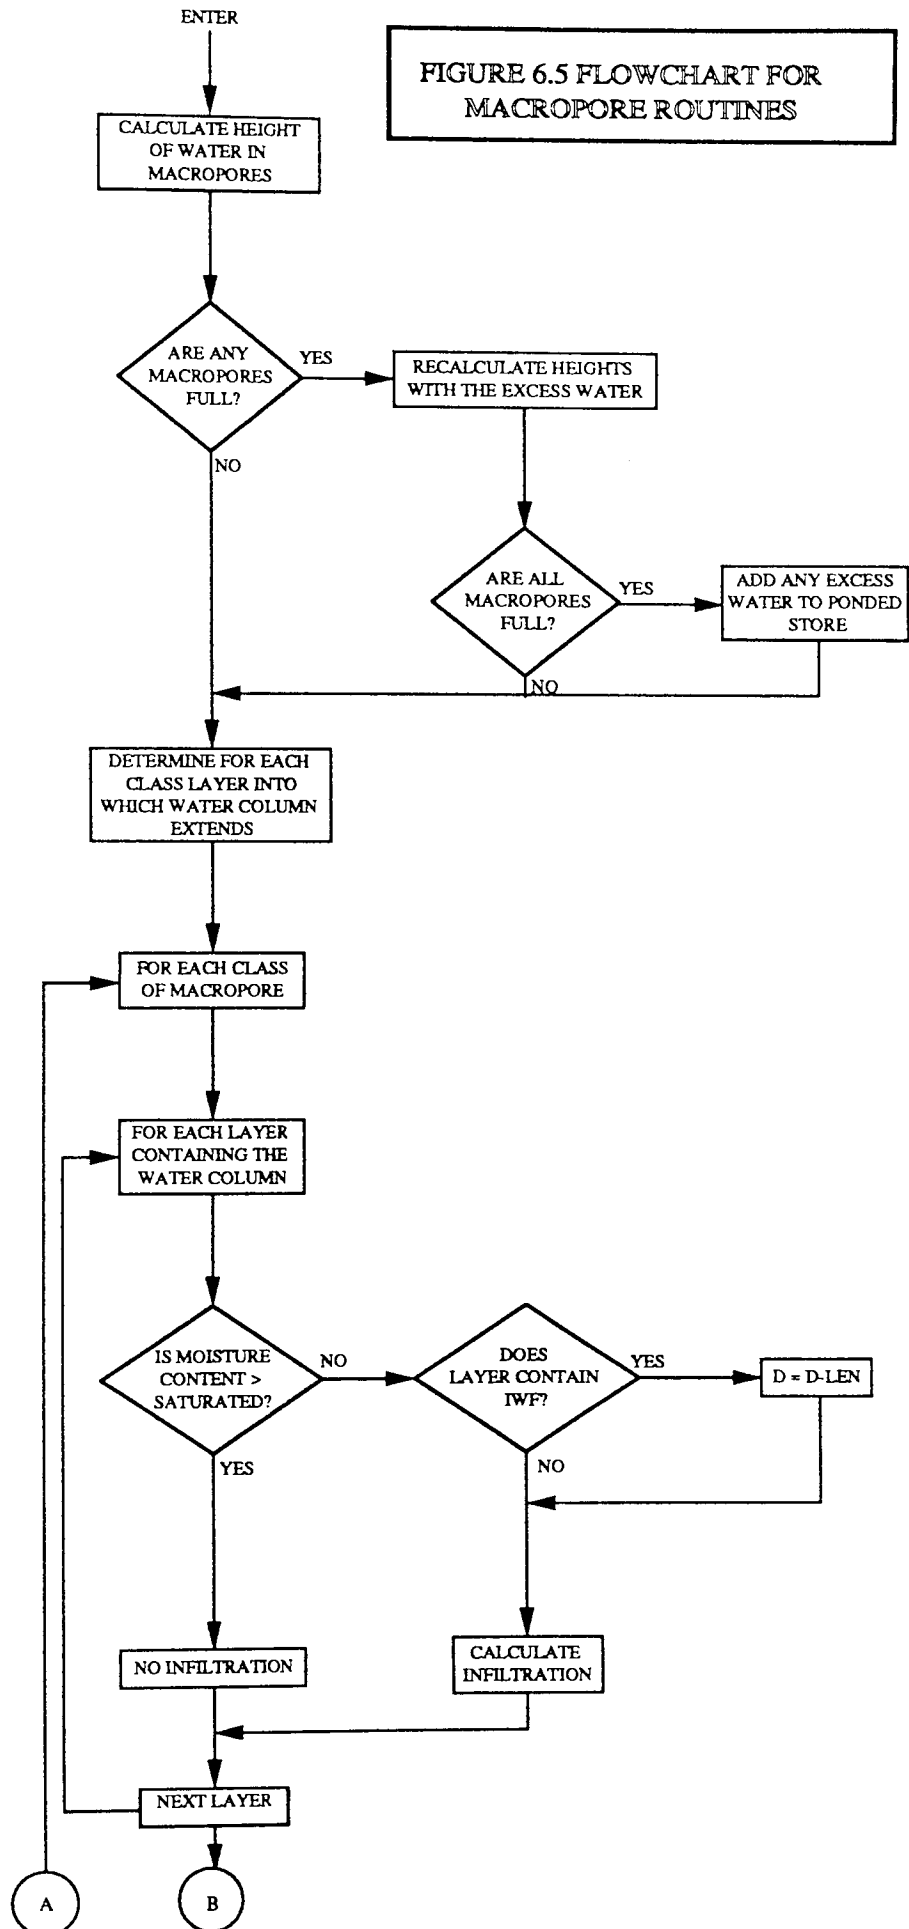 ENTER
FIGURE 6.5 FLOWCHART FOR
MACROPORE ROUTINES
CALCULATE HEIGHT
OF WATER IN
MACROPORES
ARE ANY
MACROPORES
FULL?
YES
RECALCULATE HEIGHTS
WITH THE EXCESS WATER
NO
ARE ALL
MACROPORES
FULL?
YES
ADD ANY EXCESS
WATER TO PONDED
STORE
NO
DETERMINE FOR EACH
CLASS LAYER INTO
WHICH WATER COLUMN
EXTENDS
FOR EACH CLASS
OF MACROPORE
FOR EACH LAYER
CONTAINING THE
WATER COLUMN
IS MOISTURE
CONTENT >
SATURATED?
NO
DOES
LAYER CONTAIN
IWF?
YES
D = D-LEN
YES
NO
NO INFILTRATION
CALCULATE
INFILTRATION
NEXT LAYER
A
B